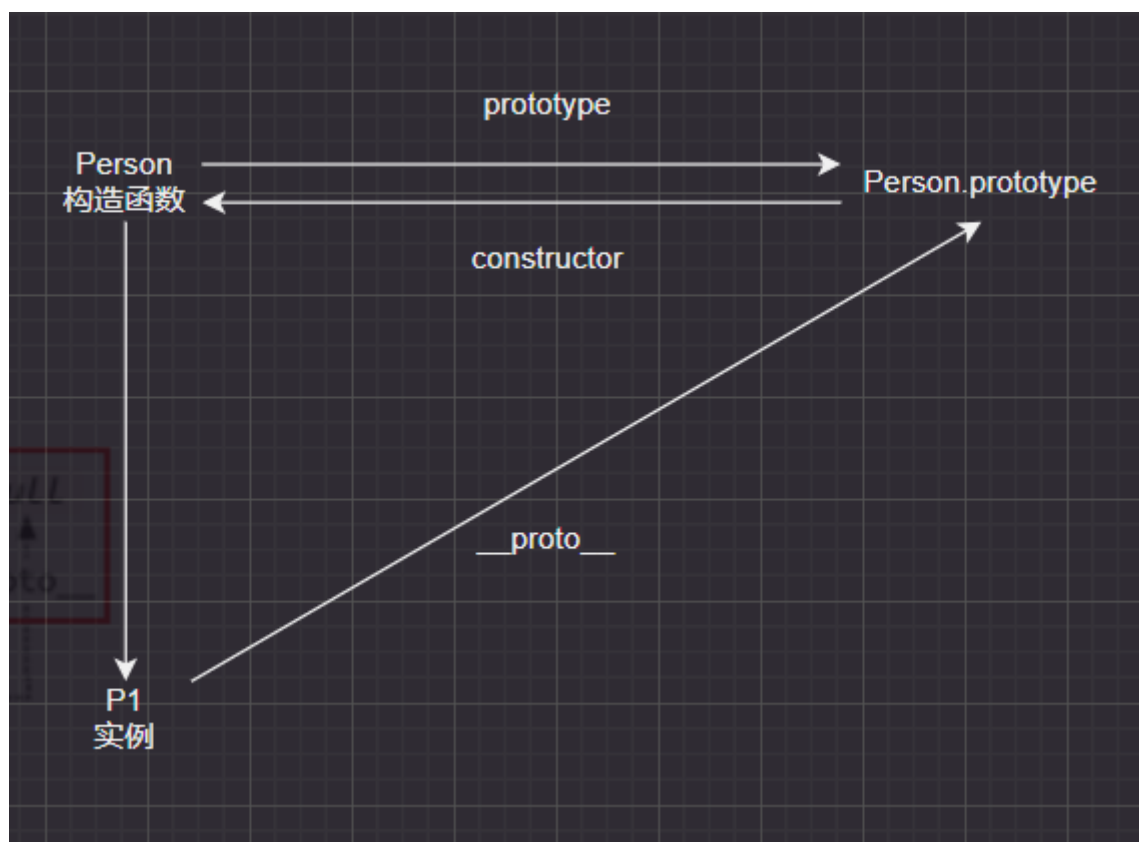 prototype
Person
构造函数
Person.prototype
constructor
__proto__
P1
实例